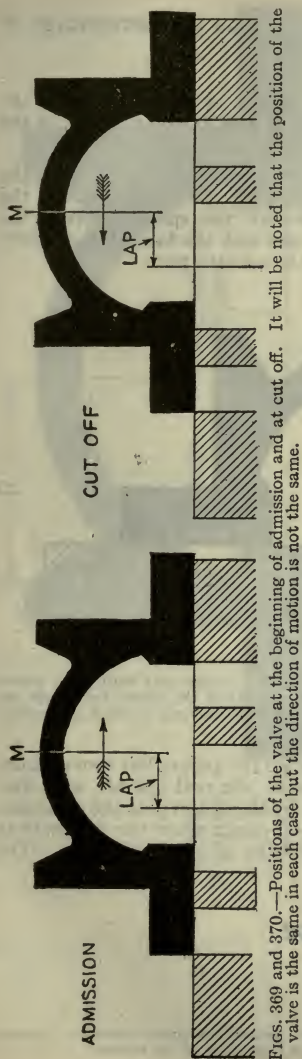 ADMISSION
M
LAP
CUT OFF
M
LAP
FIGS. 369 and 370.—Positions of the valve at the beginning of admission and at cut off. It will be noted that the position of the
valve is the same in each case but the direction of motion is not the same.